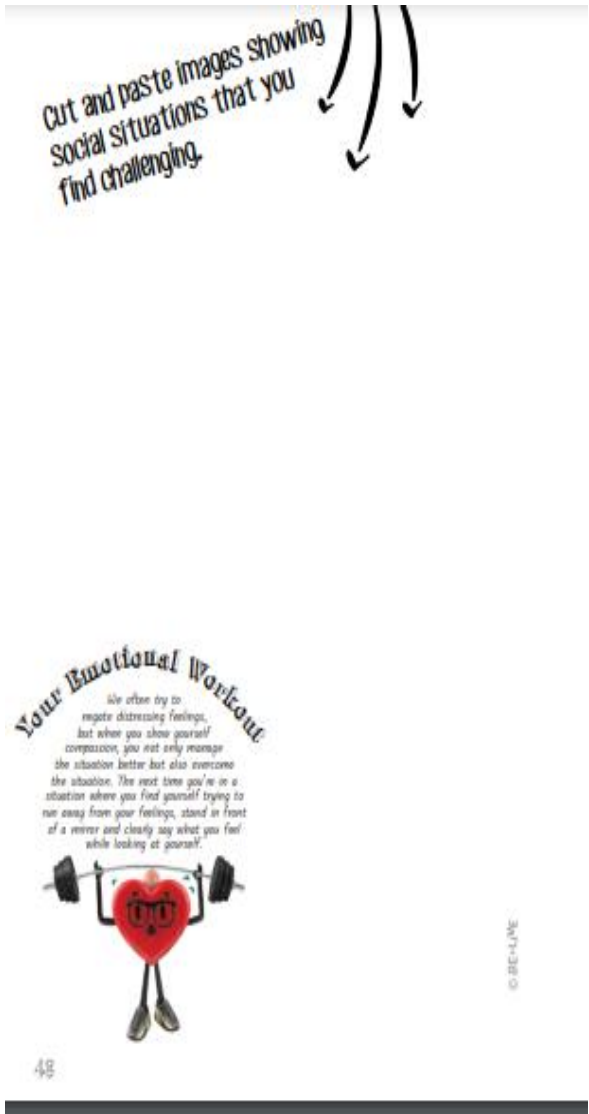 Cut and paste images showing
social situations that you
find challenging.
Your Emotional Workout
We often try to
negate distressing feelings,
but when you show yourself
compassion, you not only manage
the situation better but also overcome
the situation. The next time you're in a
situation where you find yourself trying to
run away from your feelings, stand in front
of a mirror and clearly say what you feel
while looking at yourself.
48